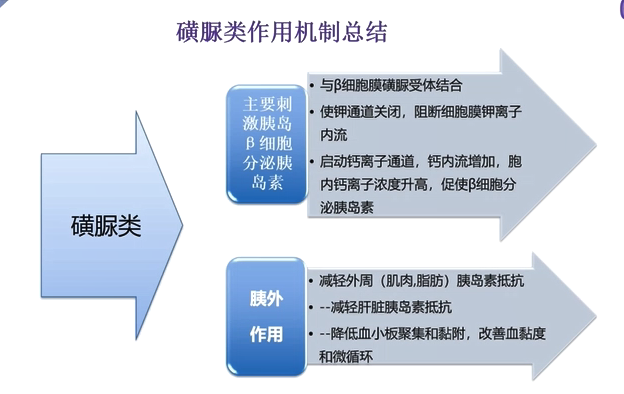 磺脲类作用机制总结
磺脲类
主要刺
激胰岛
β细胞
分泌胰
岛素
• 与β细胞膜磺脲受体结合
• 使钾通道关闭，阻断细胞膜钾离子
内流
• 启动钙离子通道，钙内流增加，胞
内钙离子浓度升高，促使β细胞分
泌胰岛素
胰外
作用
• 减轻外周（肌肉,脂肪）胰岛素抵抗
• --减轻肝脏胰岛素抵抗
• --降低血小板聚集和黏附，改善血黏度
和微循环